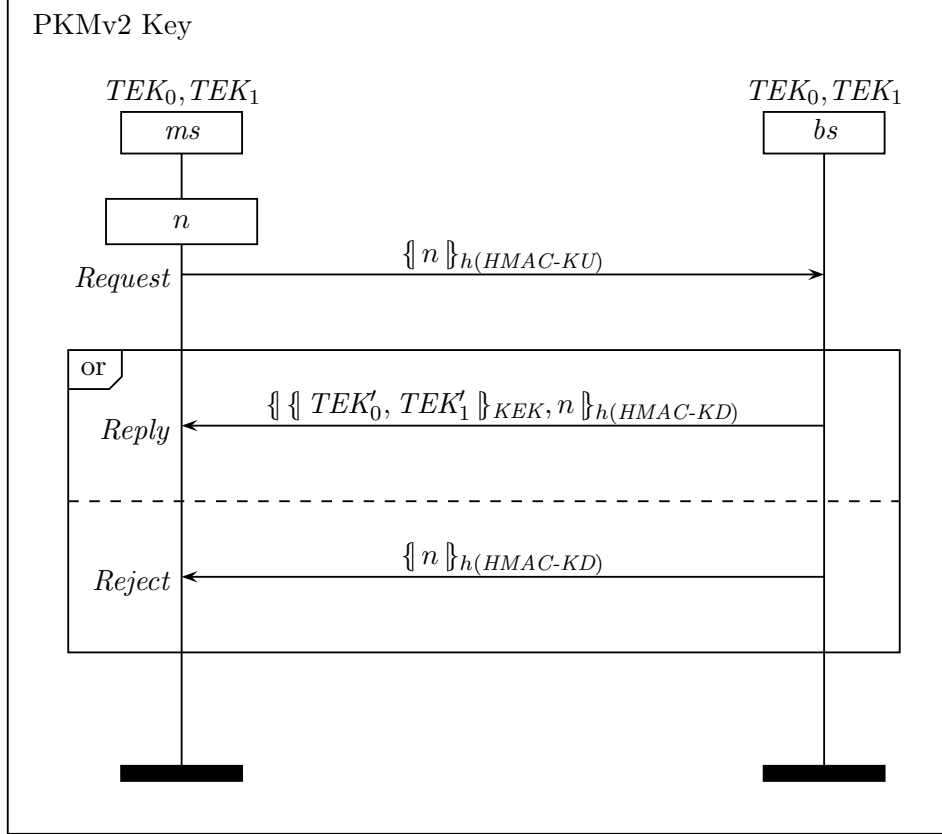 PKMv2 Key
TEK₀, TEK₁ TEK₀, TEK₁
ms bs
n
{| n |}h(HMAC-KU)
Request
or
{| {| TEK′₀, TEK′₁ |}KEK, n |}h(HMAC-KD)
Reply
{| n |}h(HMAC-KD)
Reject